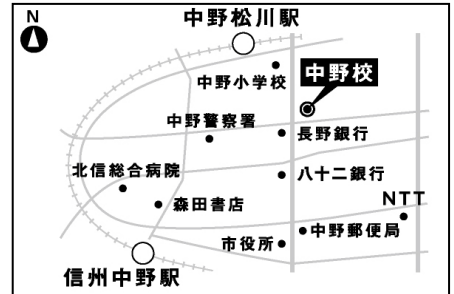 N
中野松川駅
中野小学校
中野校
中野警察署
長野銀行
北信総合病院
八十二銀行
森田書店
NTT
中野郵便局
市役所
信州中野駅